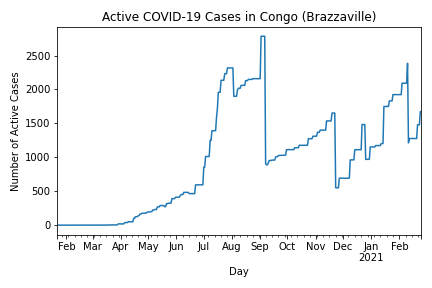 Active COVID-19 Cases in Congo (Brazzaville)
Number of Active Cases
2500
2000
1500
1000
500
0
Feb Mar Apr May Jun Jul Aug Sep Oct Nov Dec Jan Feb
2021
Day